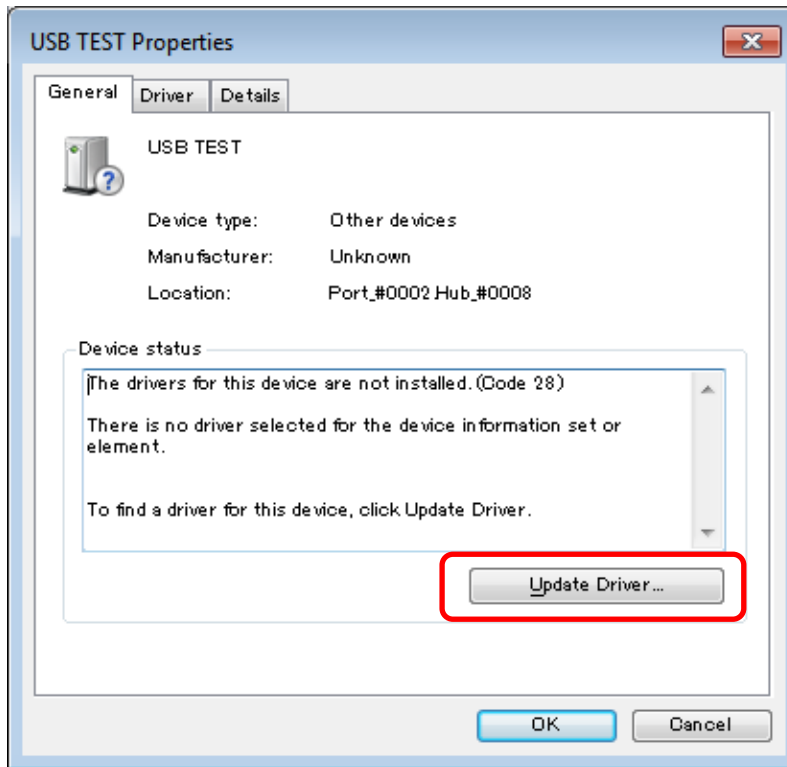 USB TEST Properties
General Driver Details
USB TEST
Device type: Other devices
Manufacturer: Unknown
Location: Port_#0002.Hub_#0008
Device status
The drivers for this device are not installed. (Code 28)
There is no driver selected for the device information set or
element.
To find a driver for this device, click Update Driver.
Update Driver...
OK Cancel